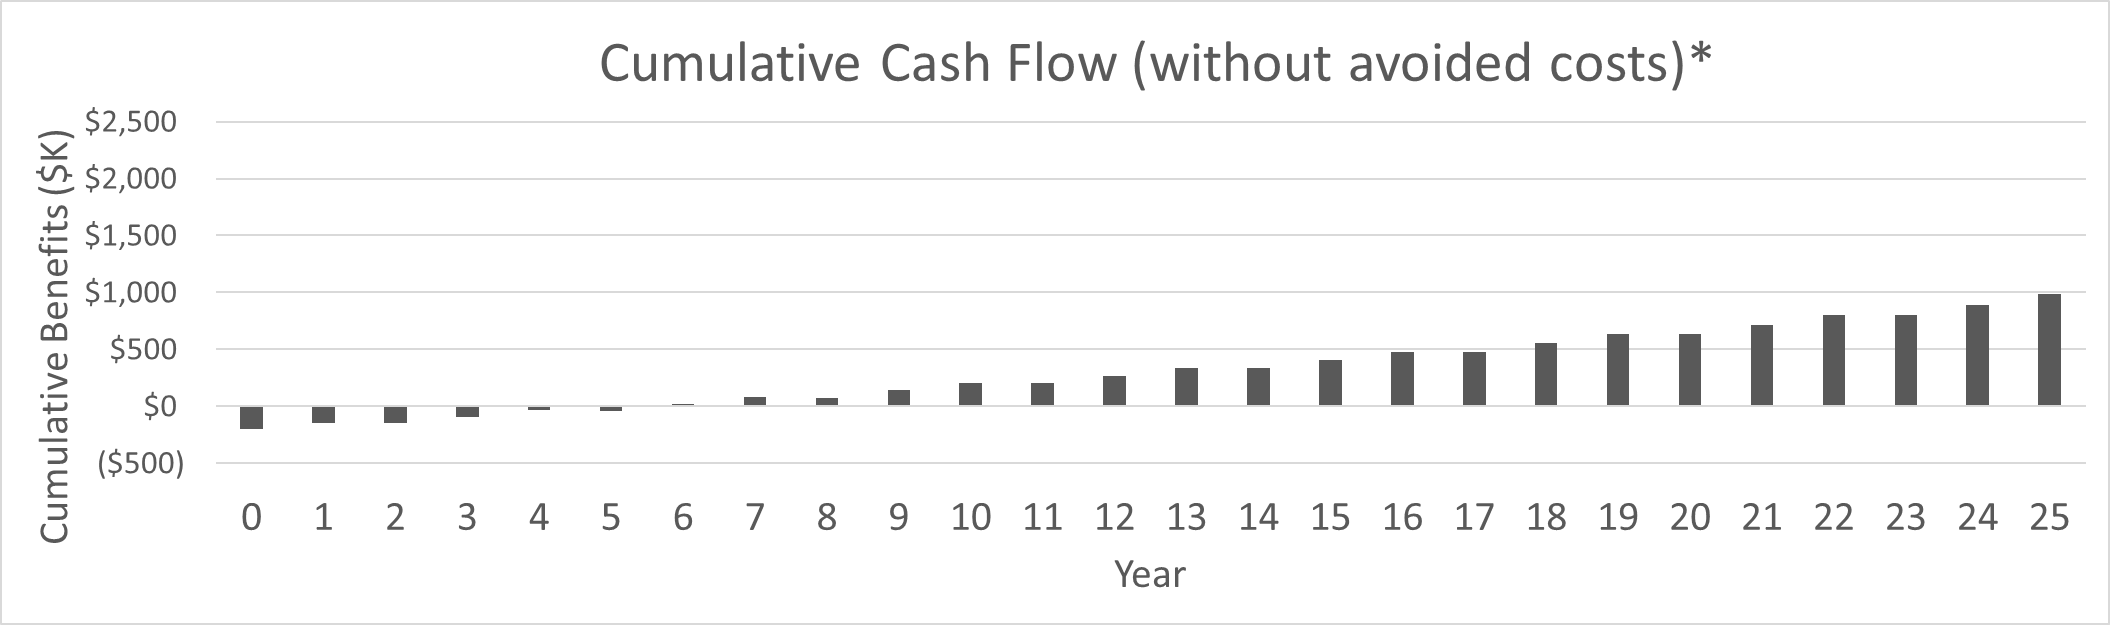 Cumulative Cash Flow (without avoided costs)*
Cumulative Benefits ($K)
$2,500
$2,000
$1,500
$1,000
$500
$0
($500)
0 1 2 3 4 5 6 7 8 9 10 11 12 13 14 15 16 17 18 19 20 21 22 23 24 25
Year